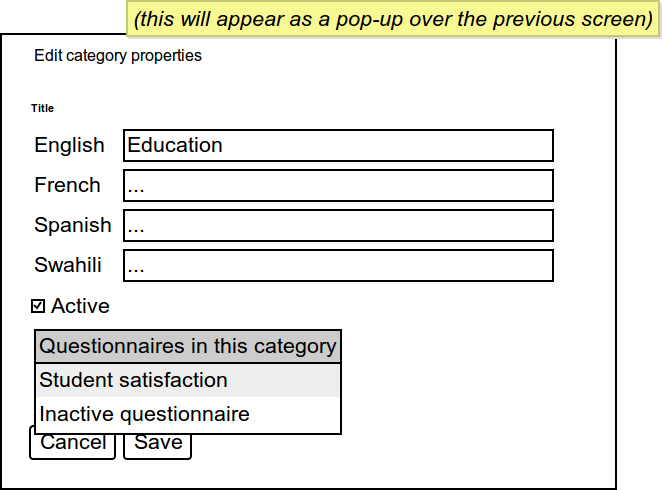 (this will appear as a pop-up over the previous screen)
Edit category properties
Title
English Education
French ...
Spanish ...
Swahili ...
Active
Questionnaires in this category
Student satisfaction
Inactive questionnaire
Cancel Save